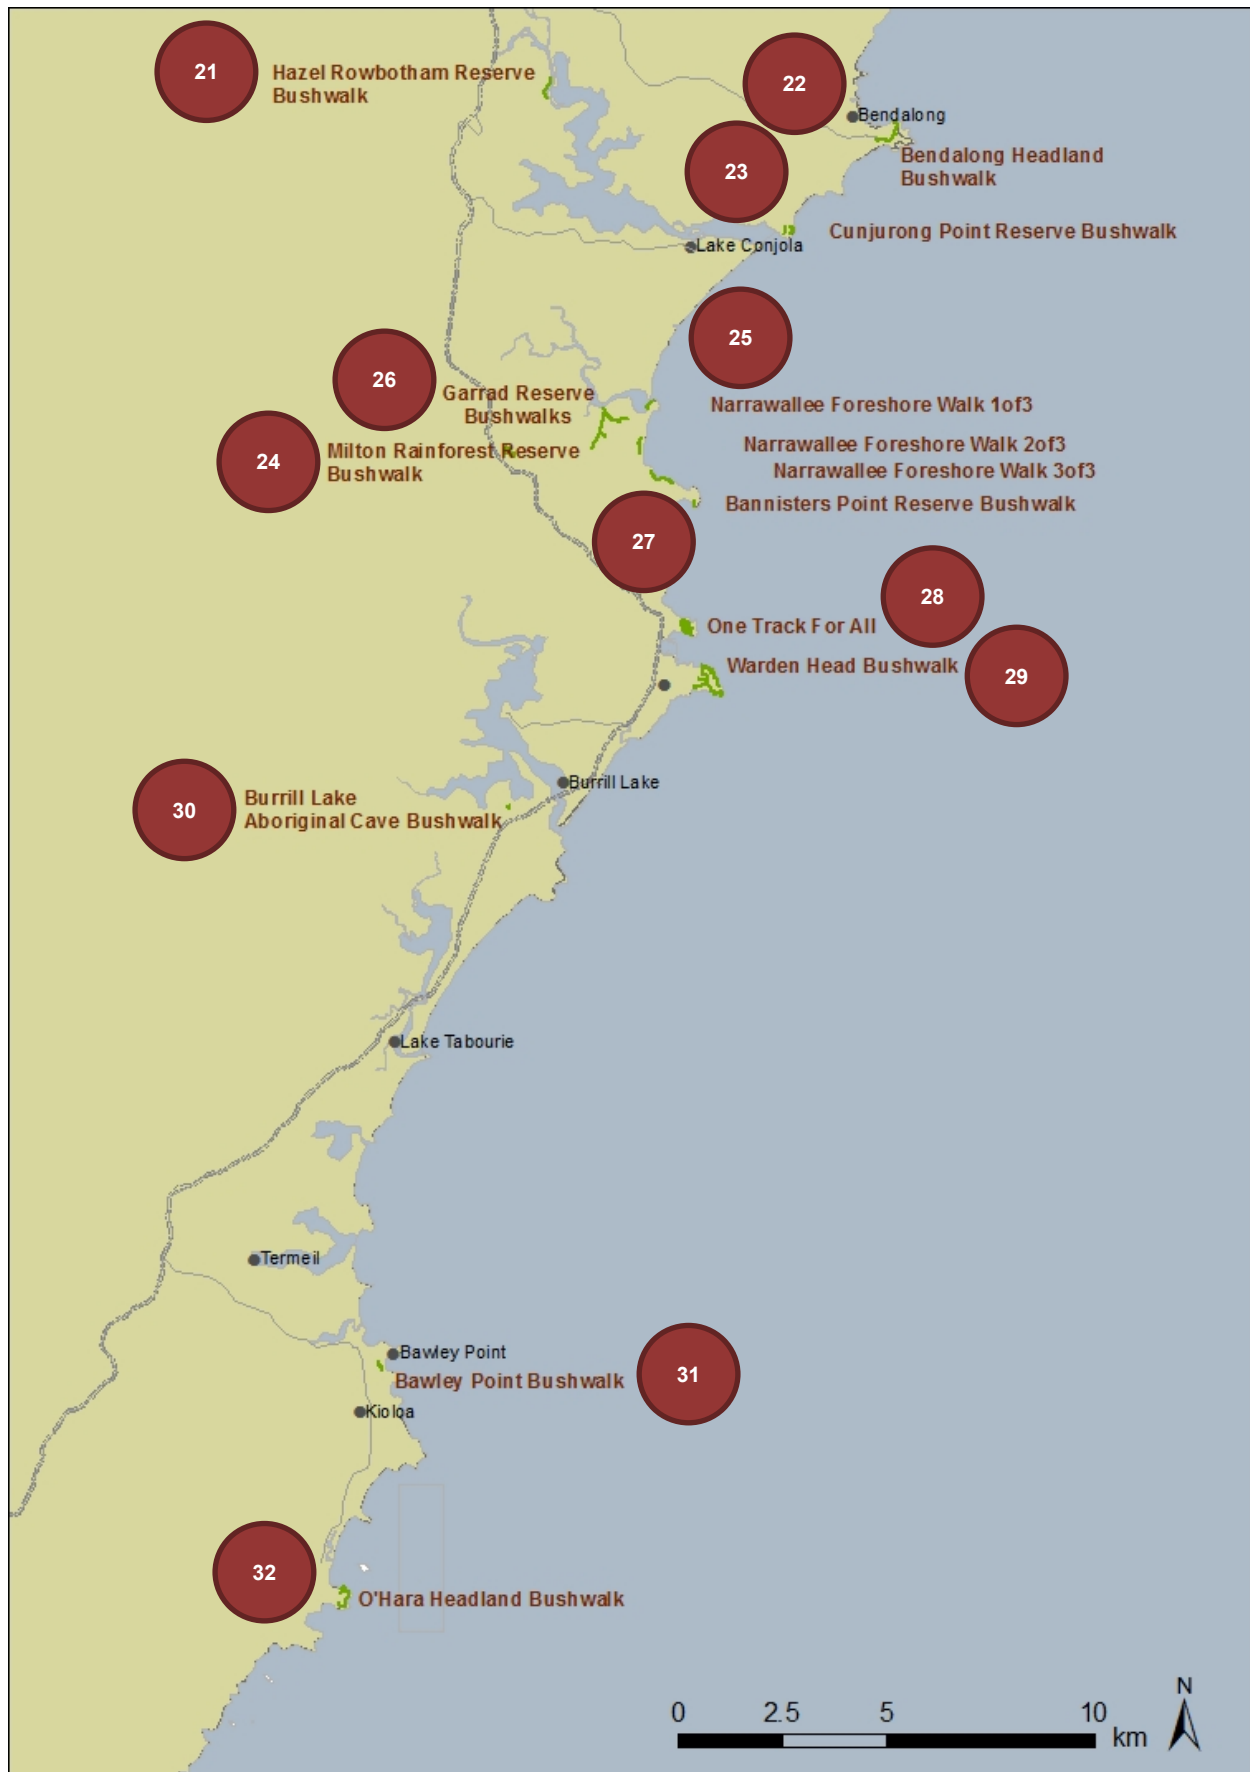 21
Hazel Rowbotham Reserve
Bushwalk
22
Bendalong
23
Bendalong Headland
Bushwalk
Cunjurong Point Reserve Bushwalk
Lake Conjola
25
26
Garrad Reserve
Bushwalks
Narrawallee Foreshore Walk 1of3
24
Milton Rainforest Reserve
Bushwalk
Narrawallee Foreshore Walk 2of3
Narrawallee Foreshore Walk 3of3
Bannisters Point Reserve Bushwalk
27
28
One Track For All
Warden Head Bushwalk
29
Burrill Lake
30
Burrill Lake
Aboriginal Cave Bushwalk
Lake Tabourie
Termeil
Bawley Point
Bawley Point Bushwalk
31
Kioloa
32
O'Hara Headland Bushwalk
N
0 2.5 5 10
km